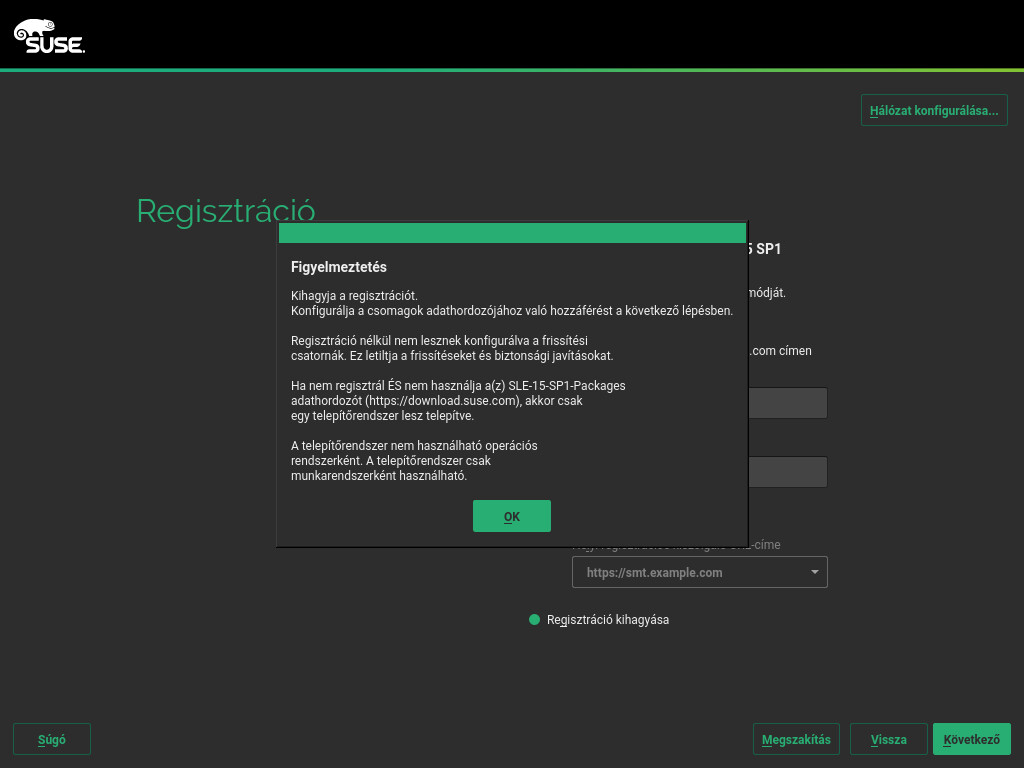 SUSE
Hálózat konfigurálása...
Regisztráció
5 SP1
Figyelmeztetés
módját.
Kihagyja a regisztrációt.
Konfigurálja a csomagok adathordozójához való hozzáférést a következő lépésben.
Regisztráció nélkül nem lesznek konfigurálva a frissítési
csatornák. Ez letiltja a frissítéseket és biztonsági javításokat.
.com címen
Ha nem regisztrál ÉS nem használja a(z) SLE-15-SP1-Packages
adathordozót (https://download.suse.com), akkor csak
egy telepítőrendszer lesz telepítve.
A telepítőrendszer nem használható operációs
rendszerként. A telepítőrendszer csak
munkarendszerként használható.
OK
https://smt.example.com
Regisztráció kihagyása
Súgó
Megszakítás
Vissza
Következő